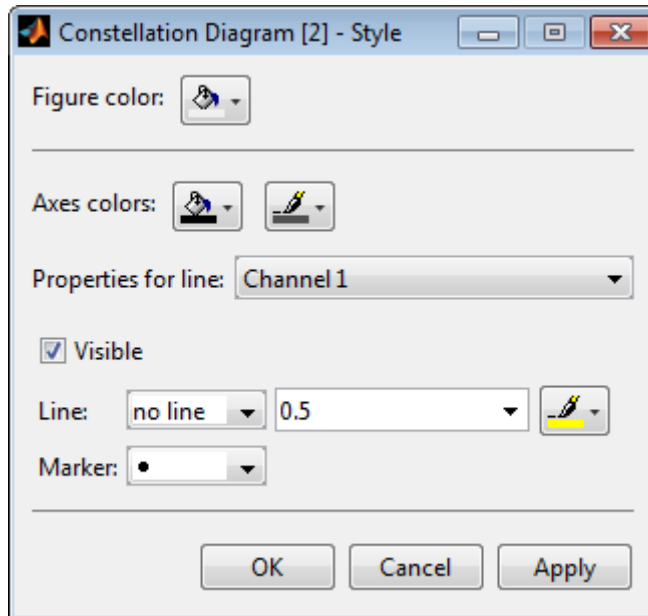 Constellation Diagram [2] - Style
Figure color:
Axes colors:
Properties for line: Channel 1
Visible
Line: no line 0.5
Marker:
OK Cancel Apply